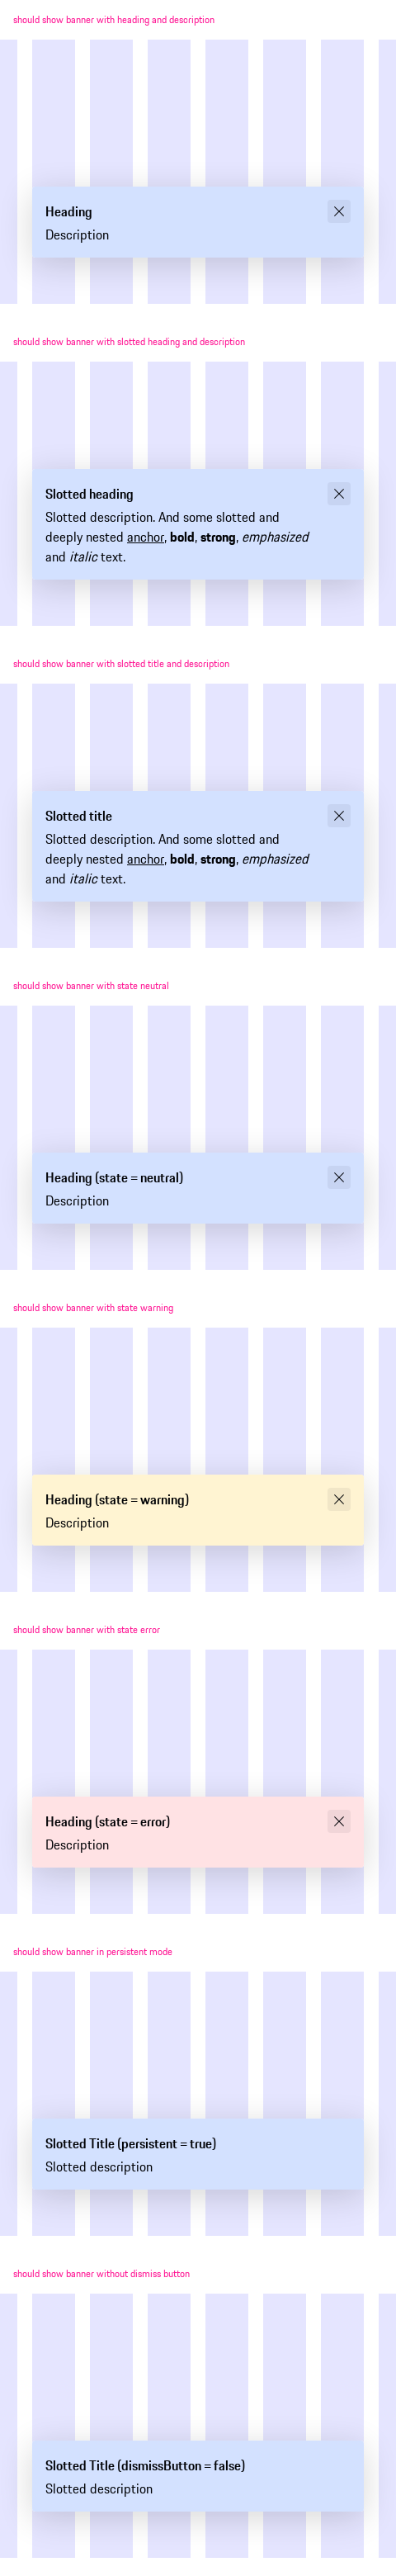 should show banner with heading and description
Heading
Description
should show banner with slotted heading and description
Slotted heading
Slotted description. And some slotted and
deeply nested anchor, bold, strong, emphasized
and italic text.
should show banner with slotted title and description
Slotted title
Slotted description. And some slotted and
deeply nested anchor, bold, strong, emphasized
and italic text.
should show banner with state neutral
Heading (state = neutral)
Description
should show banner with state warning
Heading (state = warning)
Description
should show banner with state error
Heading (state = error)
Description
should show banner in persistent mode
Slotted Title (persistent = true)
Slotted description
should show banner without dismiss button
Slotted Title (dismissButton = false)
Slotted description